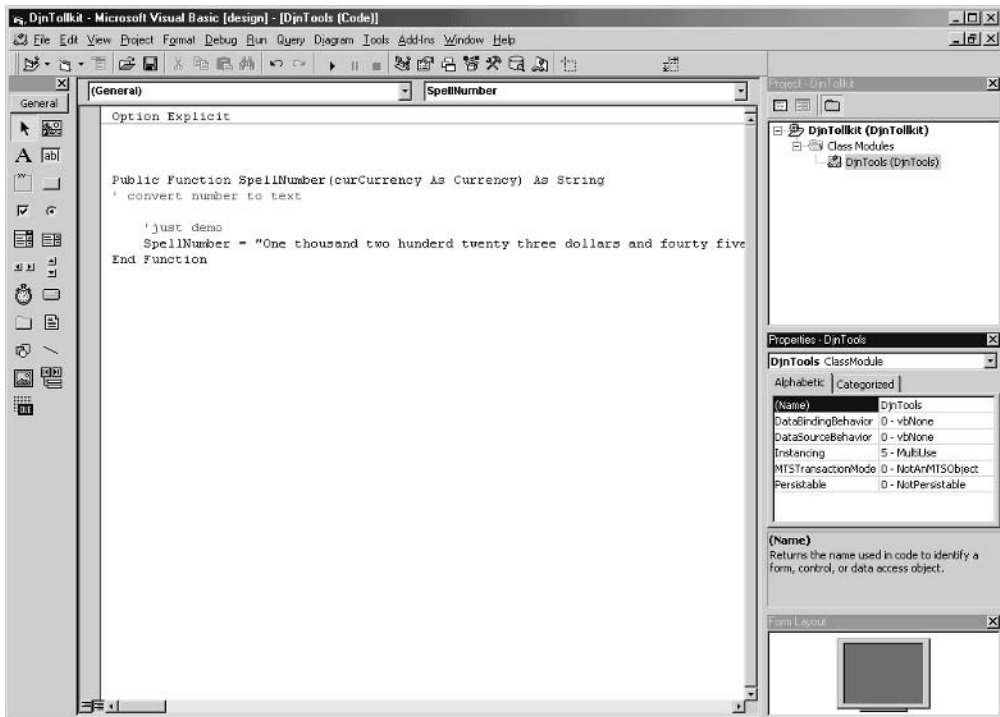 DjnTollkit - Microsoft Visual Basic [design] - [DjnTools (Code)]
File Edit View Project Format Debug Run Query Diagram Tools Add-Ins Window Help
General
(General)
SpellNumber
Option Explicit
Public Function SpellNumber(curCurrency As Currency) As String
' convert number to text
'just demo
SpellNumber = "One thousand two hunderd twenty three dollars and fourty five
End Function
A
ab|
OLE
Project - DjnTollkit
DjnTollkit (DjnTollkit)
Class Modules
DjnTools (DjnTools)
Properties - DjnTools
DjnTools ClassModule
Alphabetic Categorized
(Name) DjnTools
DataBindingBehavior 0 - vbNone
DataSourceBehavior 0 - vbNone
Instancing 5 - MultiUse
MTSTransactionMode 0 - NotAnMTSObject
Persistable 0 - NotPersistable
(Name)
Returns the name used in code to identify a
form, control, or data access object.
Form Layout